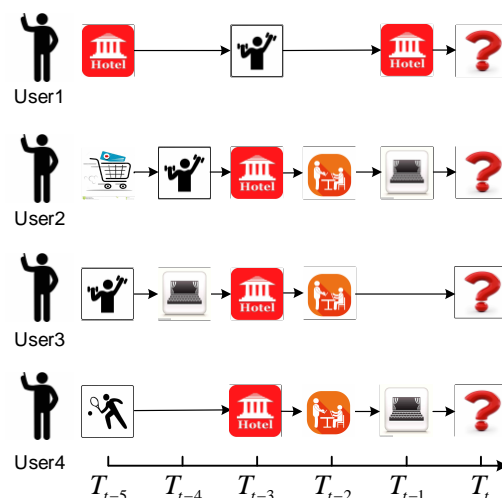 Hotel
Hotel
?
User1
Hotel
?
User2
Hotel
?
User3
Hotel
?
User4
T_{t-5} T_{t-4} T_{t-3} T_{t-2} T_{t-1} T_t